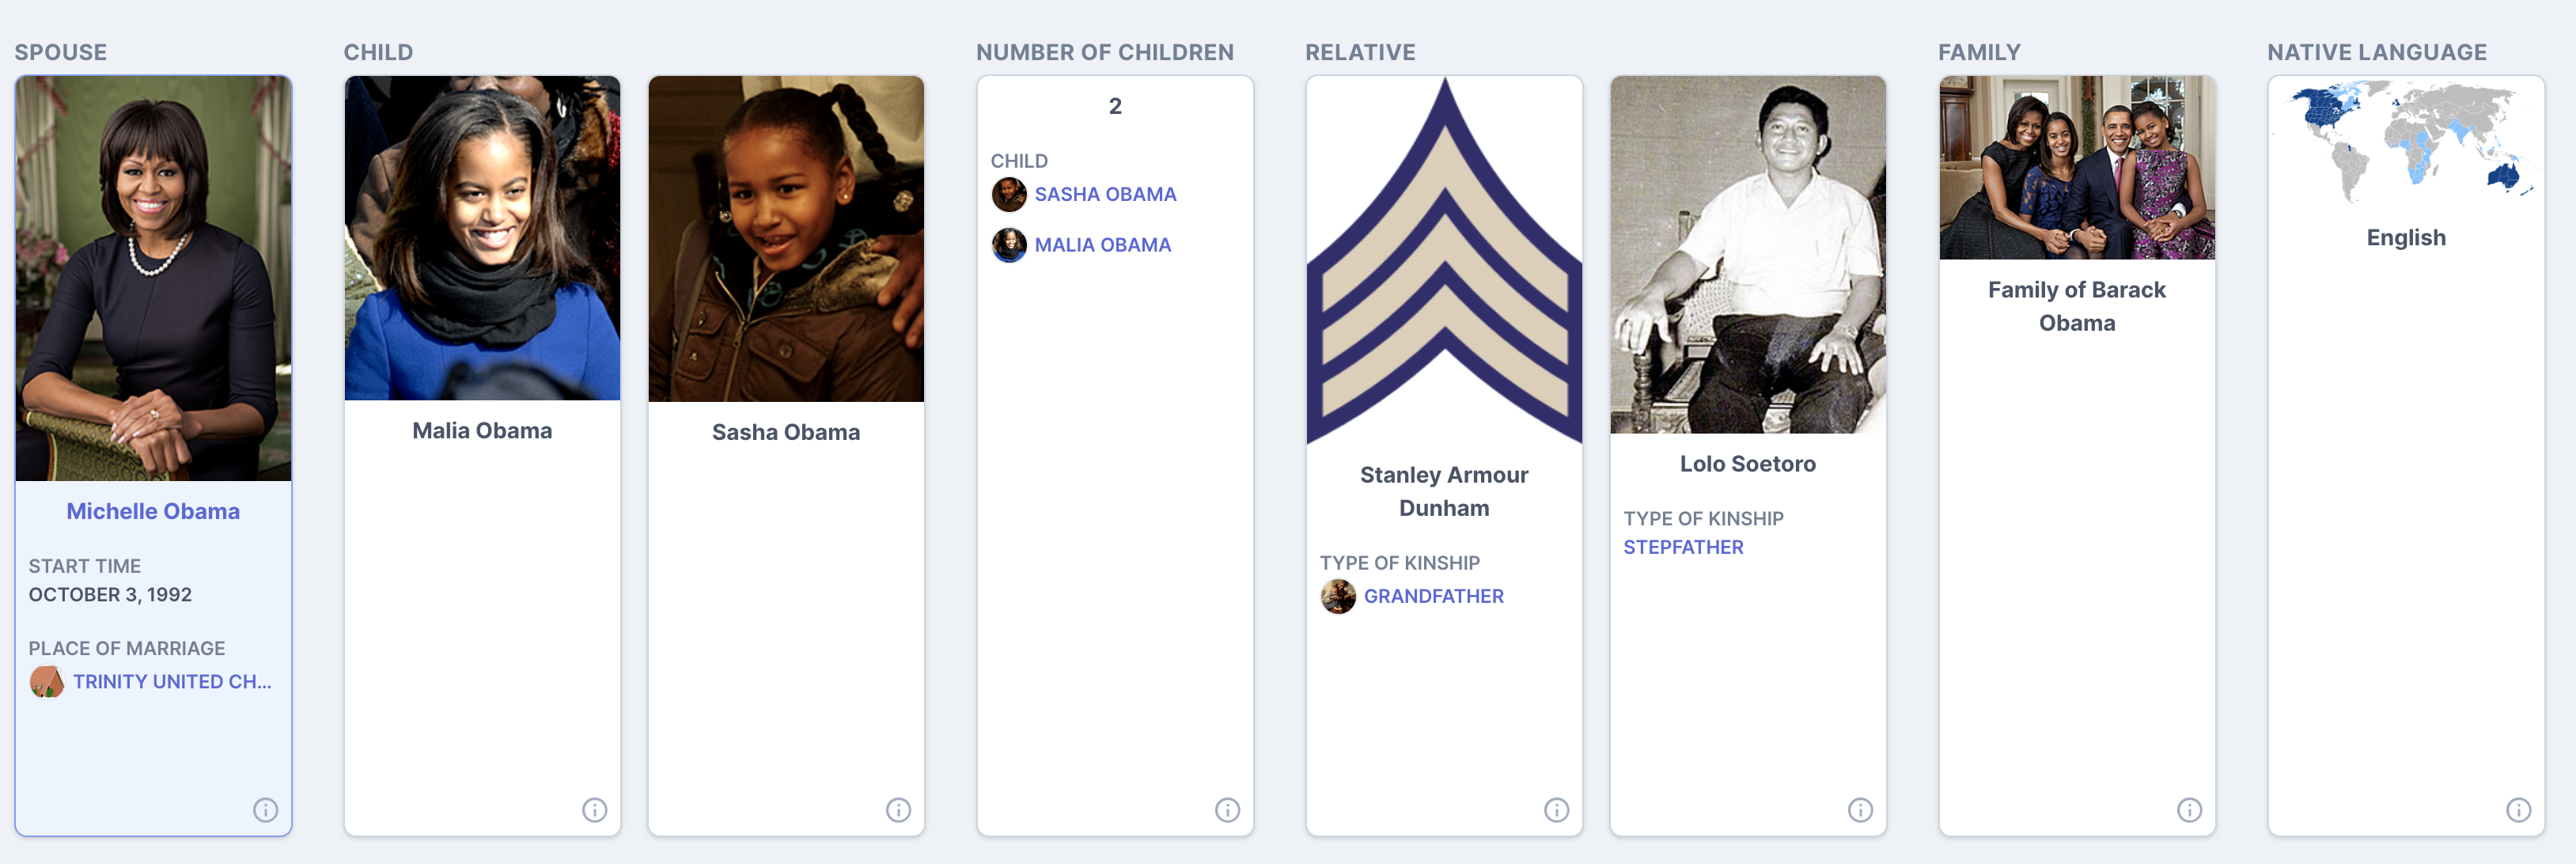 SPOUSE
Michelle Obama
START TIME
OCTOBER 3, 1992
PLACE OF MARRIAGE
TRINITY UNITED CH...
CHILD
Malia Obama
Sasha Obama
NUMBER OF CHILDREN
2
CHILD
SASHA OBAMA
MALIA OBAMA
RELATIVE
Stanley Armour
Dunham
TYPE OF KINSHIP
GRANDFATHER
Lolo Soetoro
TYPE OF KINSHIP
STEPFATHER
FAMILY
Family of Barack
Obama
NATIVE LANGUAGE
English